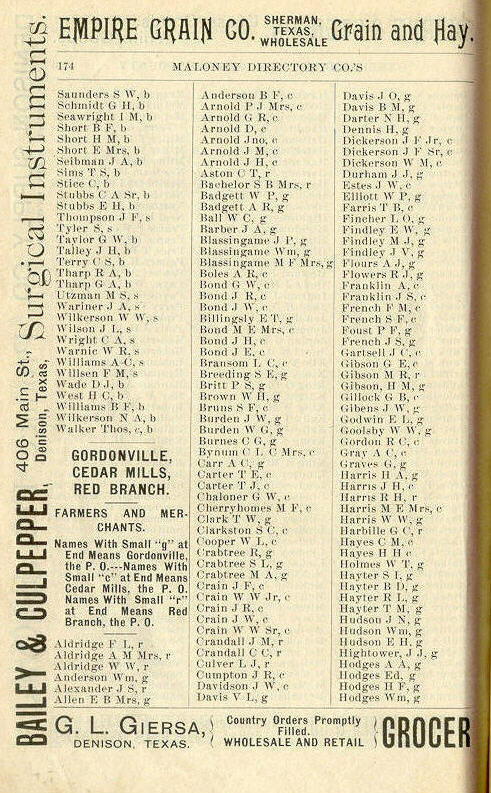 EMPIRE GRAIN CO. SHERMAN, TEXAS. WHOLESALE Grain and Hay.
174 MALONEY DIRECTORY CO.'S
BAILEY & CULPEPPER, 406 Main St., Denison, Texas, Surgical Instruments.
Saunders S W, b
Schmidt G H, b
Seawright I M, b
Short B F, b
Short H M, b
Short E Mrs, b
Seibman J A, b
Sims T S, b
Stice C, b
Stubbs C A Sr, b
Stubbs E H, b
Thompson J F, s
Tyler S, s
Taylor G W, b
Talley J H, b
Terry C S, b
Tharp R A, b
Tharp G A, b
Utzman M S, s
Wariner J A, s
Wilkerson W W, s
Wilson J L, s
Wright C A, s
Warnic W R, s
Williams A C, s
Willsen F M, s
Wade D J, b
West H C, b
Williams B F, b
Wilkerson N A, b
Walker Thos, c, b
GORDONVILLE,
CEDAR MILLS,
RED BRANCH.
FARMERS AND MER-
CHANTS.
Names With Small "g" at
End Means Gordonville,
the P. O.---Names With
Small "c" at End Means
Cedar Mills, the P. O.
Names With Small "r"
at End Means Red
Branch, the P. O.
Aldridge F L, r
Aldridge A M Mrs, r
Aldridge W W, r
Anderson Wm, g
Alexander J S, r
Allen E B Mrs, g
Anderson B F, c
Arnold P J Mrs, c
Arnold G R, c
Arnold D, c
Arnold Jno, c
Arnold J M, c
Arnold J H, c
Aston C T, r
Bachelor S B Mrs, r
Badgett W P, g
Badgett A R, g
Ball W C, g
Barber J A, g
Blassingame J P, g
Blassingame Wm, g
Blassingame M F Mrs, g
Boles A R, c
Bond G W, c
Bond J R, c
Bond J W, c
Billingsly E T, g
Bond M E Mrs, c
Bond J H, c
Bond J E, c
Bransom L C, c
Breeding S E, g
Britt P S, g
Brown W H, g
Bruns S F, c
Burden J W, g
Burden W G, g
Burnes C G, g
Bynum C L C Mrs, c
Carr A C, g
Carter T E, c
Carter T J, c
Chaloner G W, c
Cherryhomes M F, c
Clark T W, g
Clarkston S C, c
Cooper W L, c
Crabtree R, g
Crabtree S L, g
Crabtree M A, g
Crain J F, c
Crain W W Jr, c
Crain J R, c
Crain J W, c
Crain W W Sr, c
Crandall J M, r
Crandall C C, r
Culver L J, r
Cumpton J R, c
Davidson J W, c
Davis V L, g
Davis J O, g
Davis B M, g
Darter N H, g
Dennis H, g
Dickerson J F Jr, c
Dickerson J F Sr, c
Dickerson W M, c
Durham J J, g
Estes J W, c
Elliott W P, g
Farris T B, c
Fincher L O, g
Findley E W, g
Findley M J, g
Findley J V, g
Flours A J, g
Flowers R J, g
Franklin A, c
Franklin J S, c
French F M, c
French S F, c
Foust P F, g
French J S, g
Gartsell J C, c
Gibson G E, c
Gibson M R, r
Gibson, H M, g
Gillock G B, c
Gibens J W, g
Godwin E L, g
Goolsby W W, g
Gordon R C, c
Gray A C, c
Graves G, g
Harris H A, g
Harris J H, c
Harris R H, r
Harris M E Mrs, c
Harris W W, g
Harbille G C, r
Hayes C M, c
Hayes H H c
Holmes W T, g
Hayter S I, g
Hayter B D, g
Hayter R L, g
Hayter T M, g
Hudson J N, g
Hudson Wm, g
Hudson E H, g
Hightower, J J, g
Hodges A A, g
Hodges Ed, g
Hodges H F, g
Hodges Wm, g
G. L. GIERSA, DENISON, TEXAS. Country Orders Promptly Filled. WHOLESALE AND RETAIL GROCER